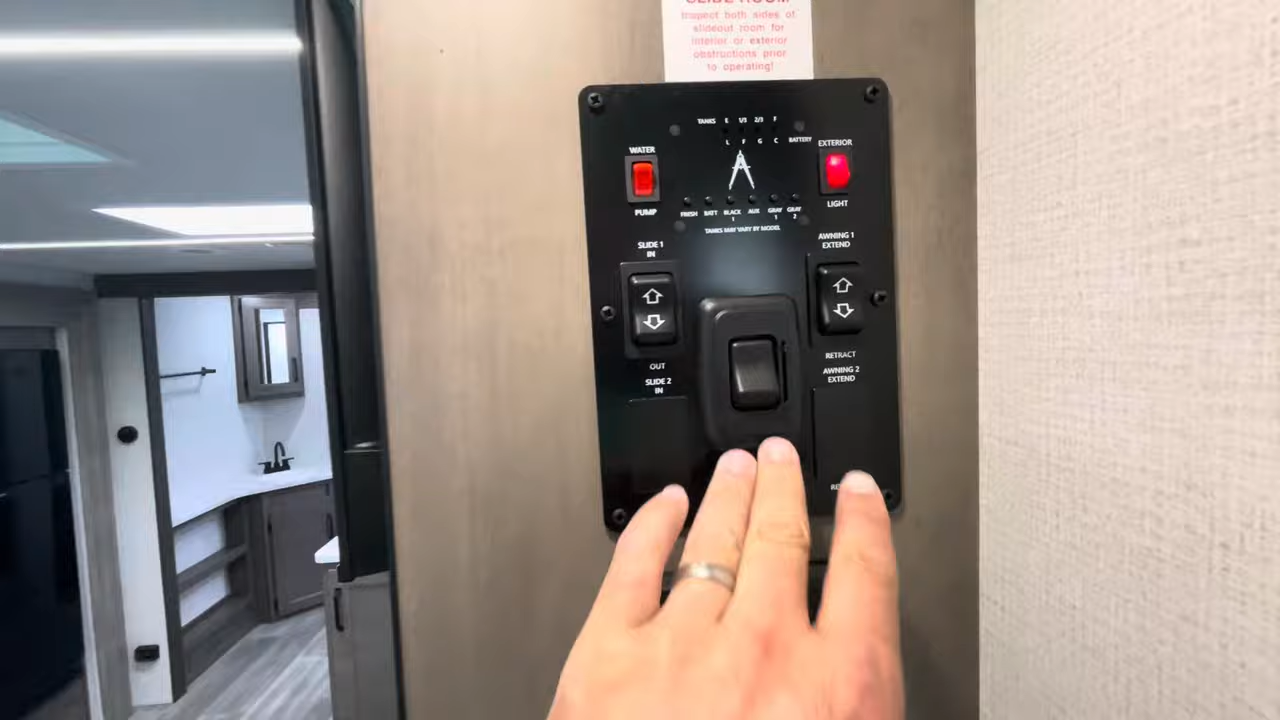 SLIDE ROOM
Inspect both sides of
slideout room for
interior or exterior
obstructions prior
to operating!
TANKS E 1/3 2/3 F
L F G C BATTERY
WATER
PUMP
EXTERIOR
LIGHT
FRESH BATT BLACK 1 AUX GRAY 1 GRAY 2
TANKS MAY VARY BY MODEL
SLIDE 1
IN
OUT
SLIDE 2
IN
AWNING 1
EXTEND
RETRACT
AWNING 2
EXTEND